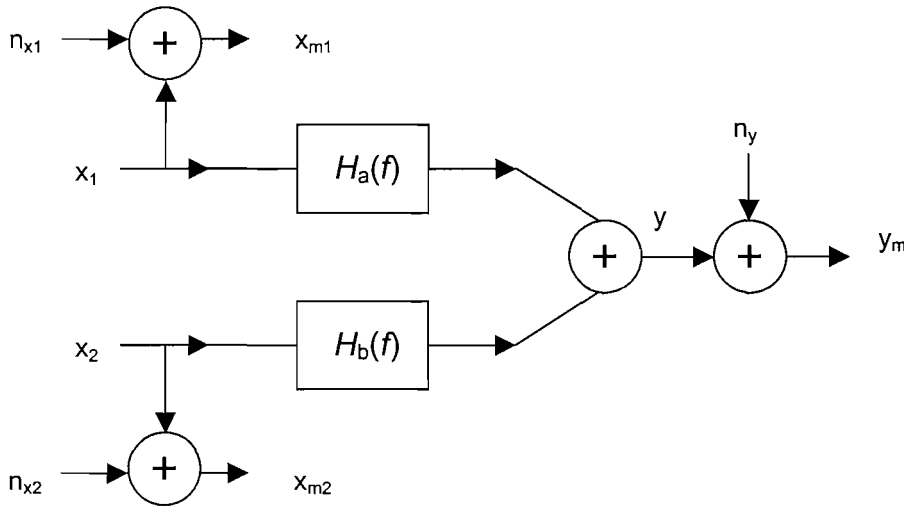 n_x1 + x_m1
x_1 H_a(f) n_y
+ y + y_m
x_2 H_b(f)
n_x2 + x_m2